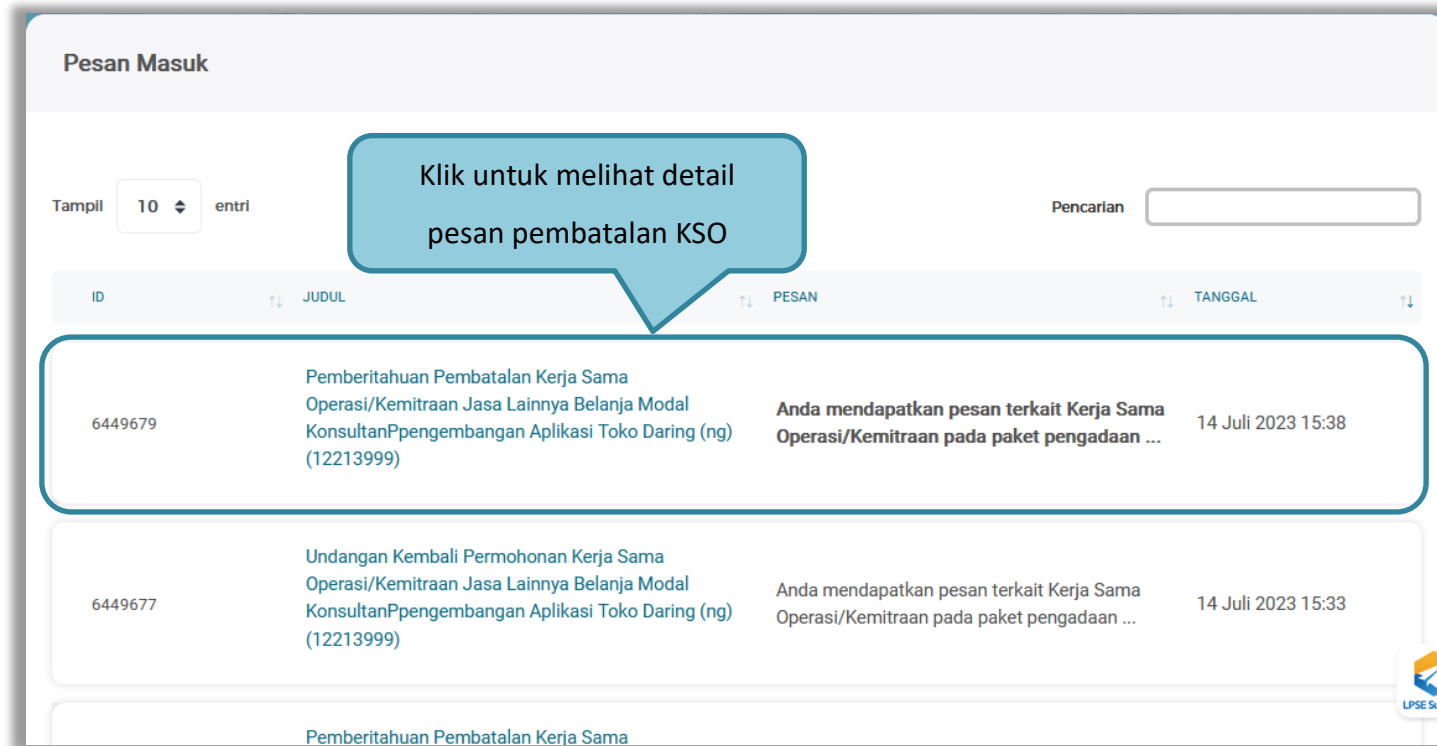 Pesan Masuk
Klik untuk melihat detail
pesan pembatalan KSO
Tampil 10 entri
Pencarian
ID JUDUL PESAN TANGGAL
6449679
Pemberitahuan Pembatalan Kerja Sama
Operasi/Kemitraan Jasa Lainnya Belanja Modal
KonsultanPpengembangan Aplikasi Toko Daring (ng)
(12213999)
Anda mendapatkan pesan terkait Kerja Sama
Operasi/Kemitraan pada paket pengadaan ...
14 Juli 2023 15:38
6449677
Undangan Kembali Permohonan Kerja Sama
Operasi/Kemitraan Jasa Lainnya Belanja Modal
KonsultanPpengembangan Aplikasi Toko Daring (ng)
(12213999)
Anda mendapatkan pesan terkait Kerja Sama
Operasi/Kemitraan pada paket pengadaan ...
14 Juli 2023 15:33
LPSE
Pemberitahuan Pembatalan Kerja Sama